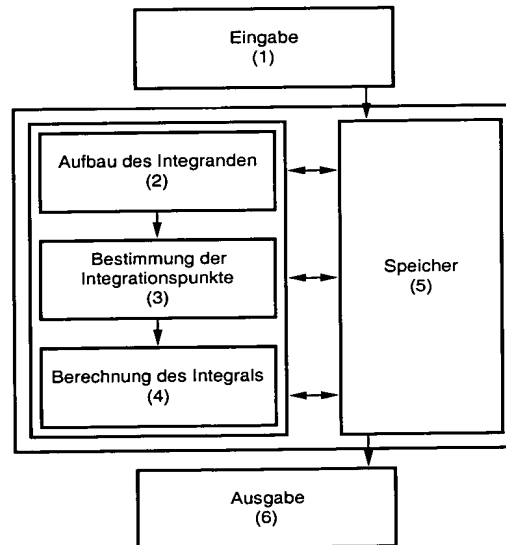 Eingabe
(1)
Aufbau des Integranden
(2)
Bestimmung der
Integrationspunkte
(3)
Berechnung des Integrals
(4)
Speicher
(5)
Ausgabe
(6)